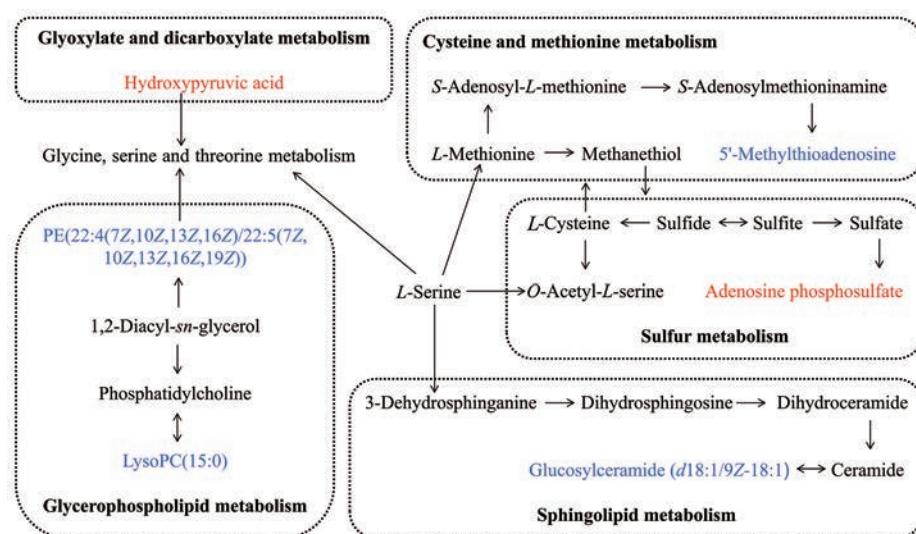 Glyoxylate and dicarboxylate metabolism
Hydroxypyruvic acid
Glycine, serine and threorine metabolism
PE(22:4(7Z,10Z,13Z,16Z)/22:5(7Z,
10Z,13Z,16Z,19Z))
1,2-Diacyl-sn-glycerol
Phosphatidylcholine
LysoPC(15:0)
Glycerophospholipid metabolism
Cysteine and methionine metabolism
S-Adenosyl-L-methionine
S-Adenosylmethioninamine
L-Methionine
Methanethiol
5'-Methylthioadenosine
L-Cysteine
Sulfide
Sulfite
Sulfate
L-Serine
O-Acetyl-L-serine
Adenosine phosphosulfate
Sulfur metabolism
3-Dehydrosphinganine
Dihydrosphingosine
Dihydroceramide
Glucosylceramide (d18:1/9Z-18:1)
Ceramide
Sphingolipid metabolism